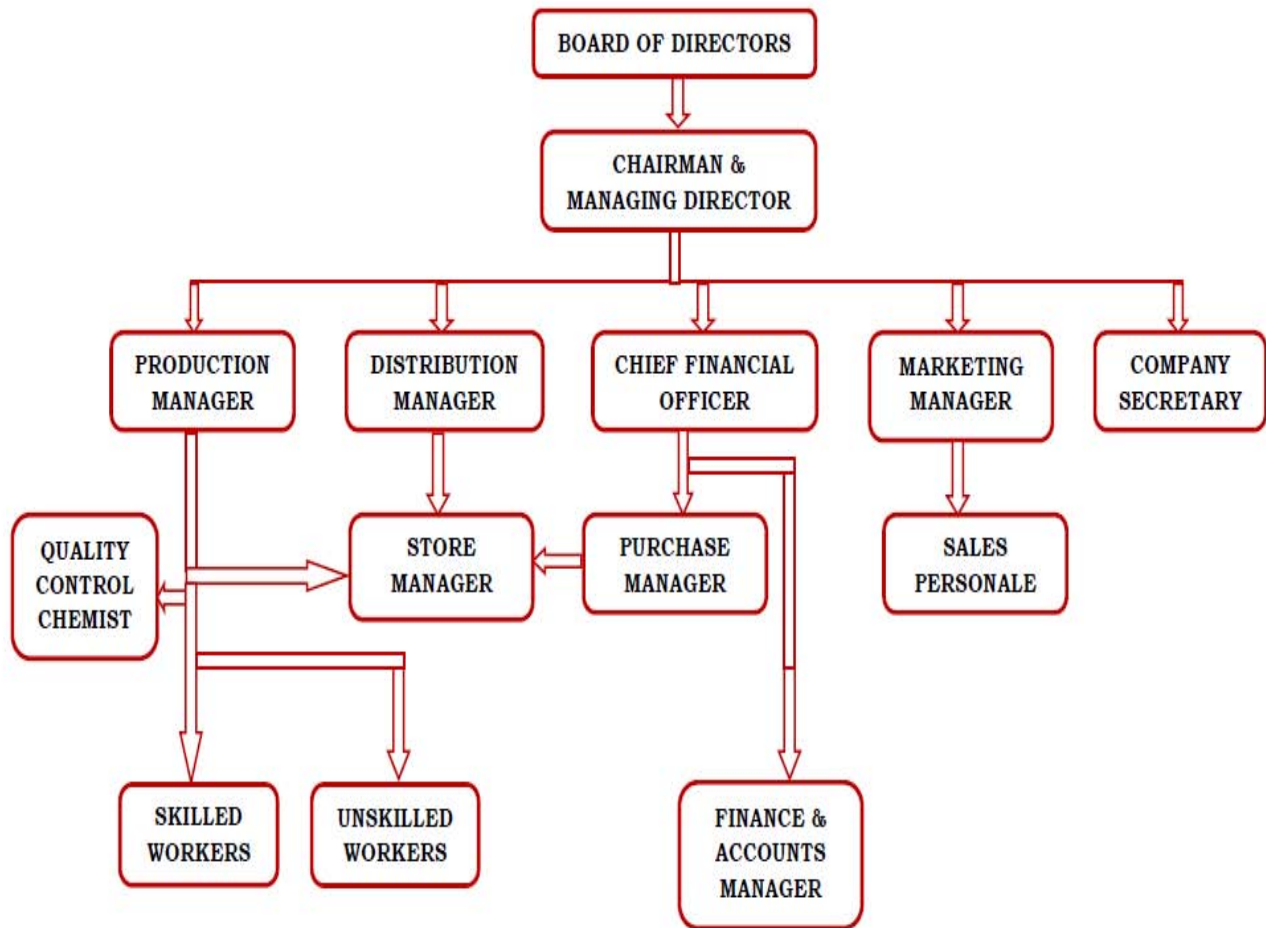 BOARD OF DIRECTORS
CHAIRMAN &
MANAGING DIRECTOR
PRODUCTION
MANAGER
DISTRIBUTION
MANAGER
CHIEF FINANCIAL
OFFICER
MARKETING
MANAGER
COMPANY
SECRETARY
QUALITY
CONTROL
CHEMIST
STORE
MANAGER
PURCHASE
MANAGER
SALES
PERSONALE
SKILLED
WORKERS
UNSKILLED
WORKERS
FINANCE &
ACCOUNTS
MANAGER